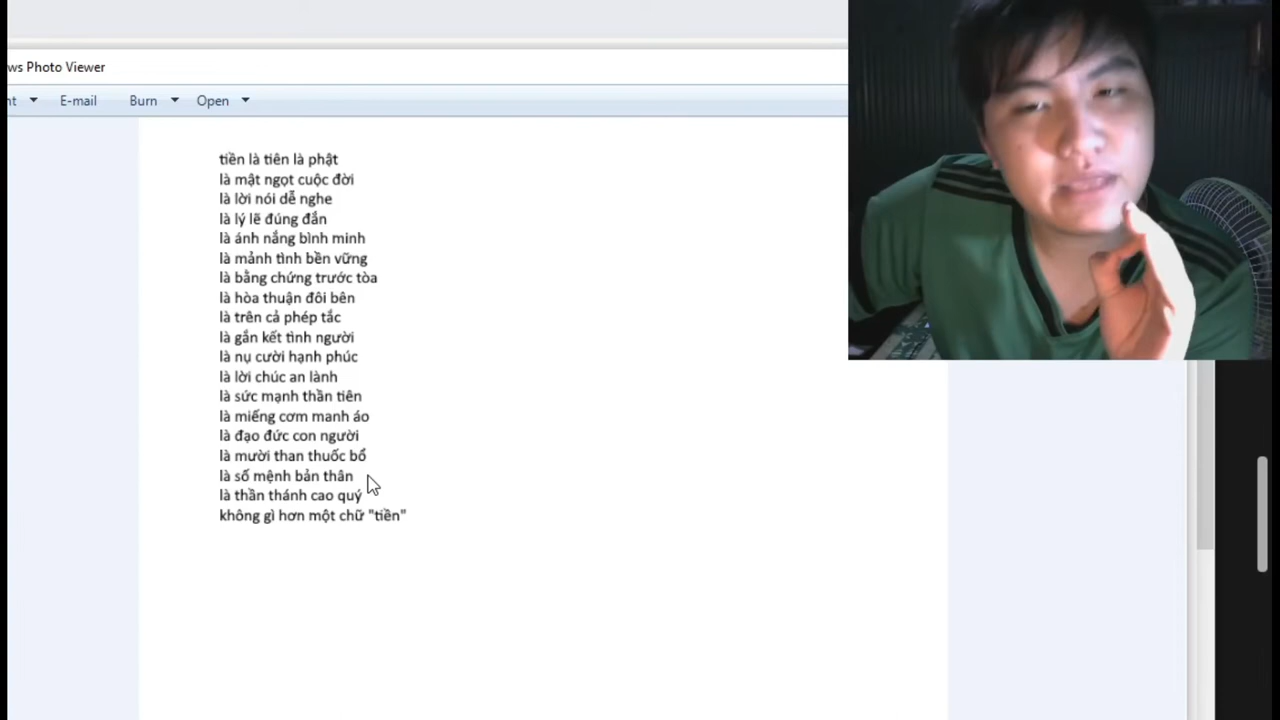 ws Photo Viewer
nt E-mail Burn Open
tiền là tiên là phật
là mật ngọt cuộc đời
là lời nói dễ nghe
là lý lẽ đúng đắn
là ánh nắng bình minh
là mảnh tình bền vững
là bằng chứng trước tòa
là hòa thuận đôi bên
là trên cả phép tắc
là gắn kết tình người
là nụ cười hạnh phúc
là lời chúc an lành
là sức mạnh thần tiên
là miếng cơm manh áo
là đạo đức con người
là mười than thuốc bổ
là số mệnh bản thân
là thần thánh cao quý
không gì hơn một chữ "tiền"